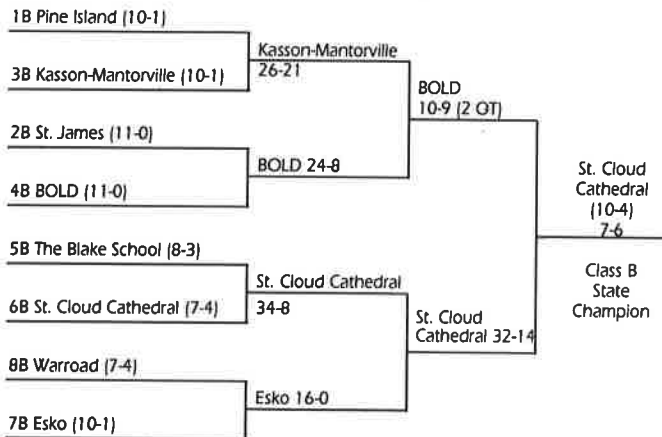 1B Pine Island (10-1)
Kasson-Mantorville
26-21
3B Kasson-Mantorville (10-1)
BOLD
10-9 (2 OT)
2B St. James (11-0)
BOLD 24-8
4B BOLD (11-0)
St. Cloud
Cathedral
(10-4)
7-6
Class B
State
Champion
5B The Blake School (8-3)
St. Cloud Cathedral
34-8
6B St. Cloud Cathedral (7-4)
St. Cloud
Cathedral 32-14
8B Warroad (7-4)
Esko 16-0
7B Esko (10-1)